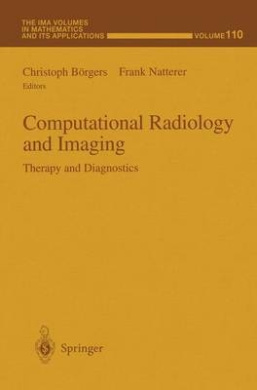 THE IMA VOLUMES
IN MATHEMATICS
AND ITS APPLICATIONS
VOLUME 110
Christoph Börgers Frank Natterer
Editors
Computational Radiology
and Imaging
Therapy and Diagnostics
Springer